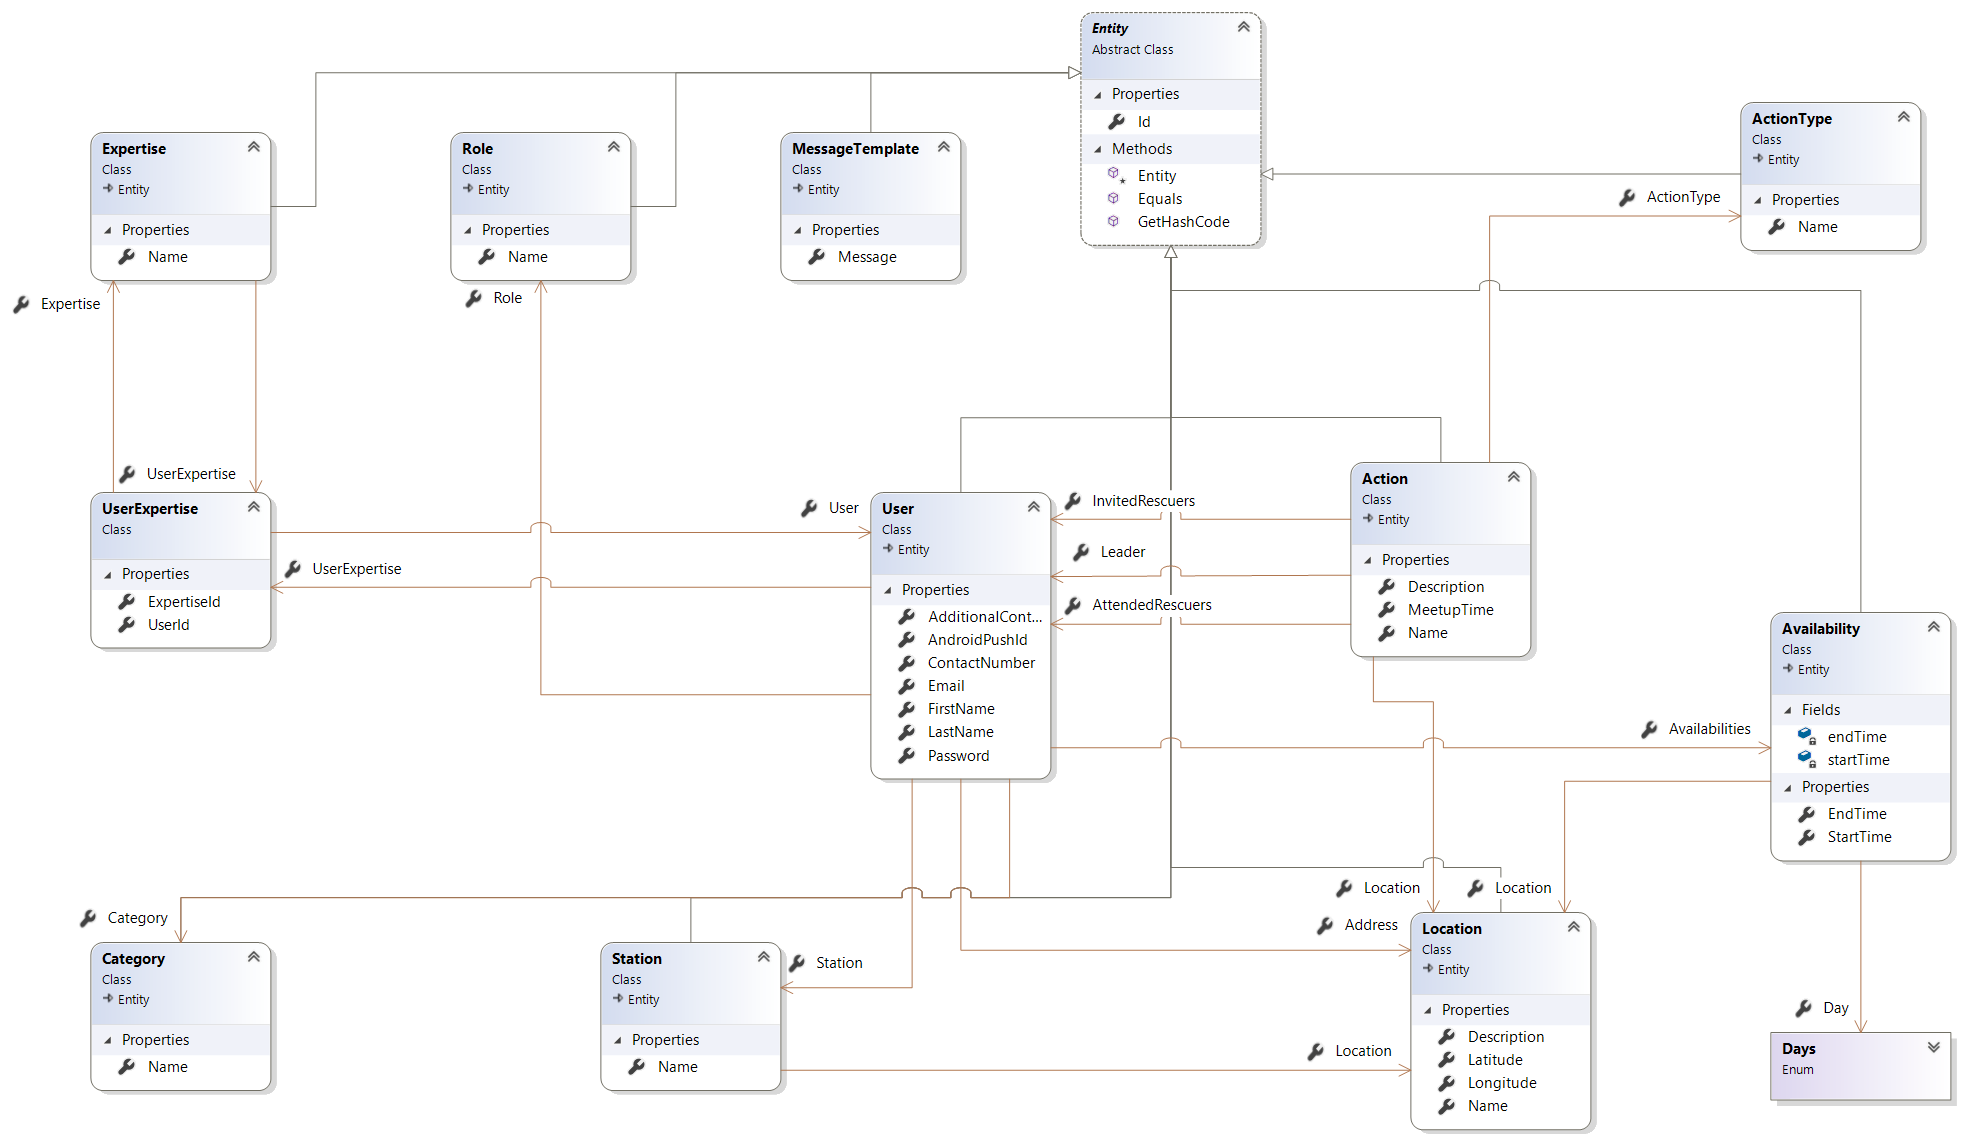 Entity
Abstract Class
Properties
Id
Methods
Entity
Equals
GetHashCode
ActionType
Class
Entity
Properties
Name
ActionType
Expertise
Class
Entity
Properties
Name
Role
Class
Entity
Properties
Name
MessageTemplate
Class
Entity
Properties
Message
Expertise
Role
UserExpertise
UserExpertise
Class
Properties
ExpertiseId
UserId
User
UserExpertise
User
Class
Entity
Properties
AdditionalCont...
AndroidPushId
ContactNumber
Email
FirstName
LastName
Password
InvitedRescuers
Leader
AttendedRescuers
Action
Class
Entity
Properties
Description
MeetupTime
Name
Availabilities
Availability
Class
Entity
Fields
endTime
startTime
Properties
EndTime
StartTime
Category
Category
Class
Entity
Properties
Name
Station
Class
Entity
Properties
Name
Station
Location
Location
Address
Location
Location
Class
Entity
Properties
Description
Latitude
Longitude
Name
Day
Days
Enum